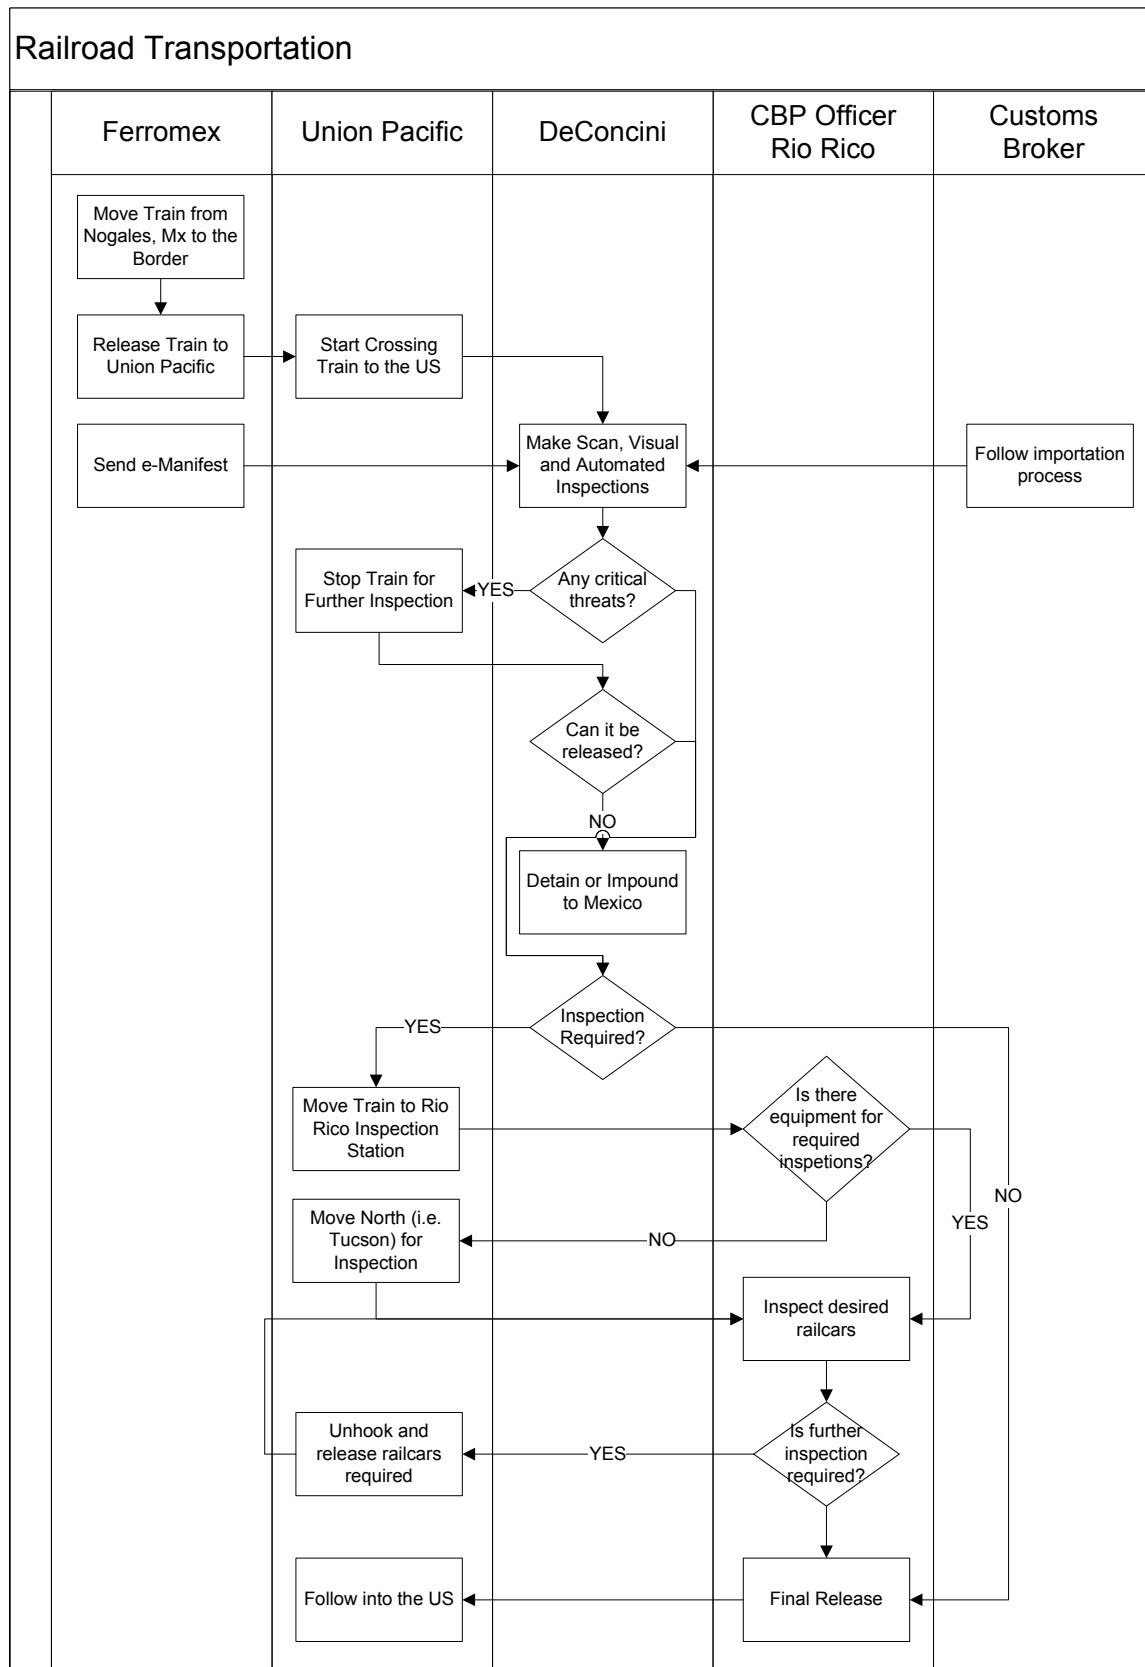 Railroad Transportation
Ferromex
Union Pacific
DeConcini
CBP Officer
Rio Rico
Customs
Broker
Move Train from
Nogales, Mx to the
Border
Release Train to
Union Pacific
Start Crossing
Train to the US
Send e-Manifest
Make Scan, Visual
and Automated
Inspections
Follow importation
process
Stop Train for
Further Inspection
YES
Any critical
threats?
Can it be
released?
NO
Detain or Impound
to Mexico
Inspection
Required?
YES
NO
Move Train to Rio
Rico Inspection
Station
Is there
equipment for
required
inspetions?
YES
NO
Move North (i.e.
Tucson) for
Inspection
Inspect desired
railcars
Is further
inspection
required?
YES
Unhook and
release railcars
required
Final Release
Follow into the US